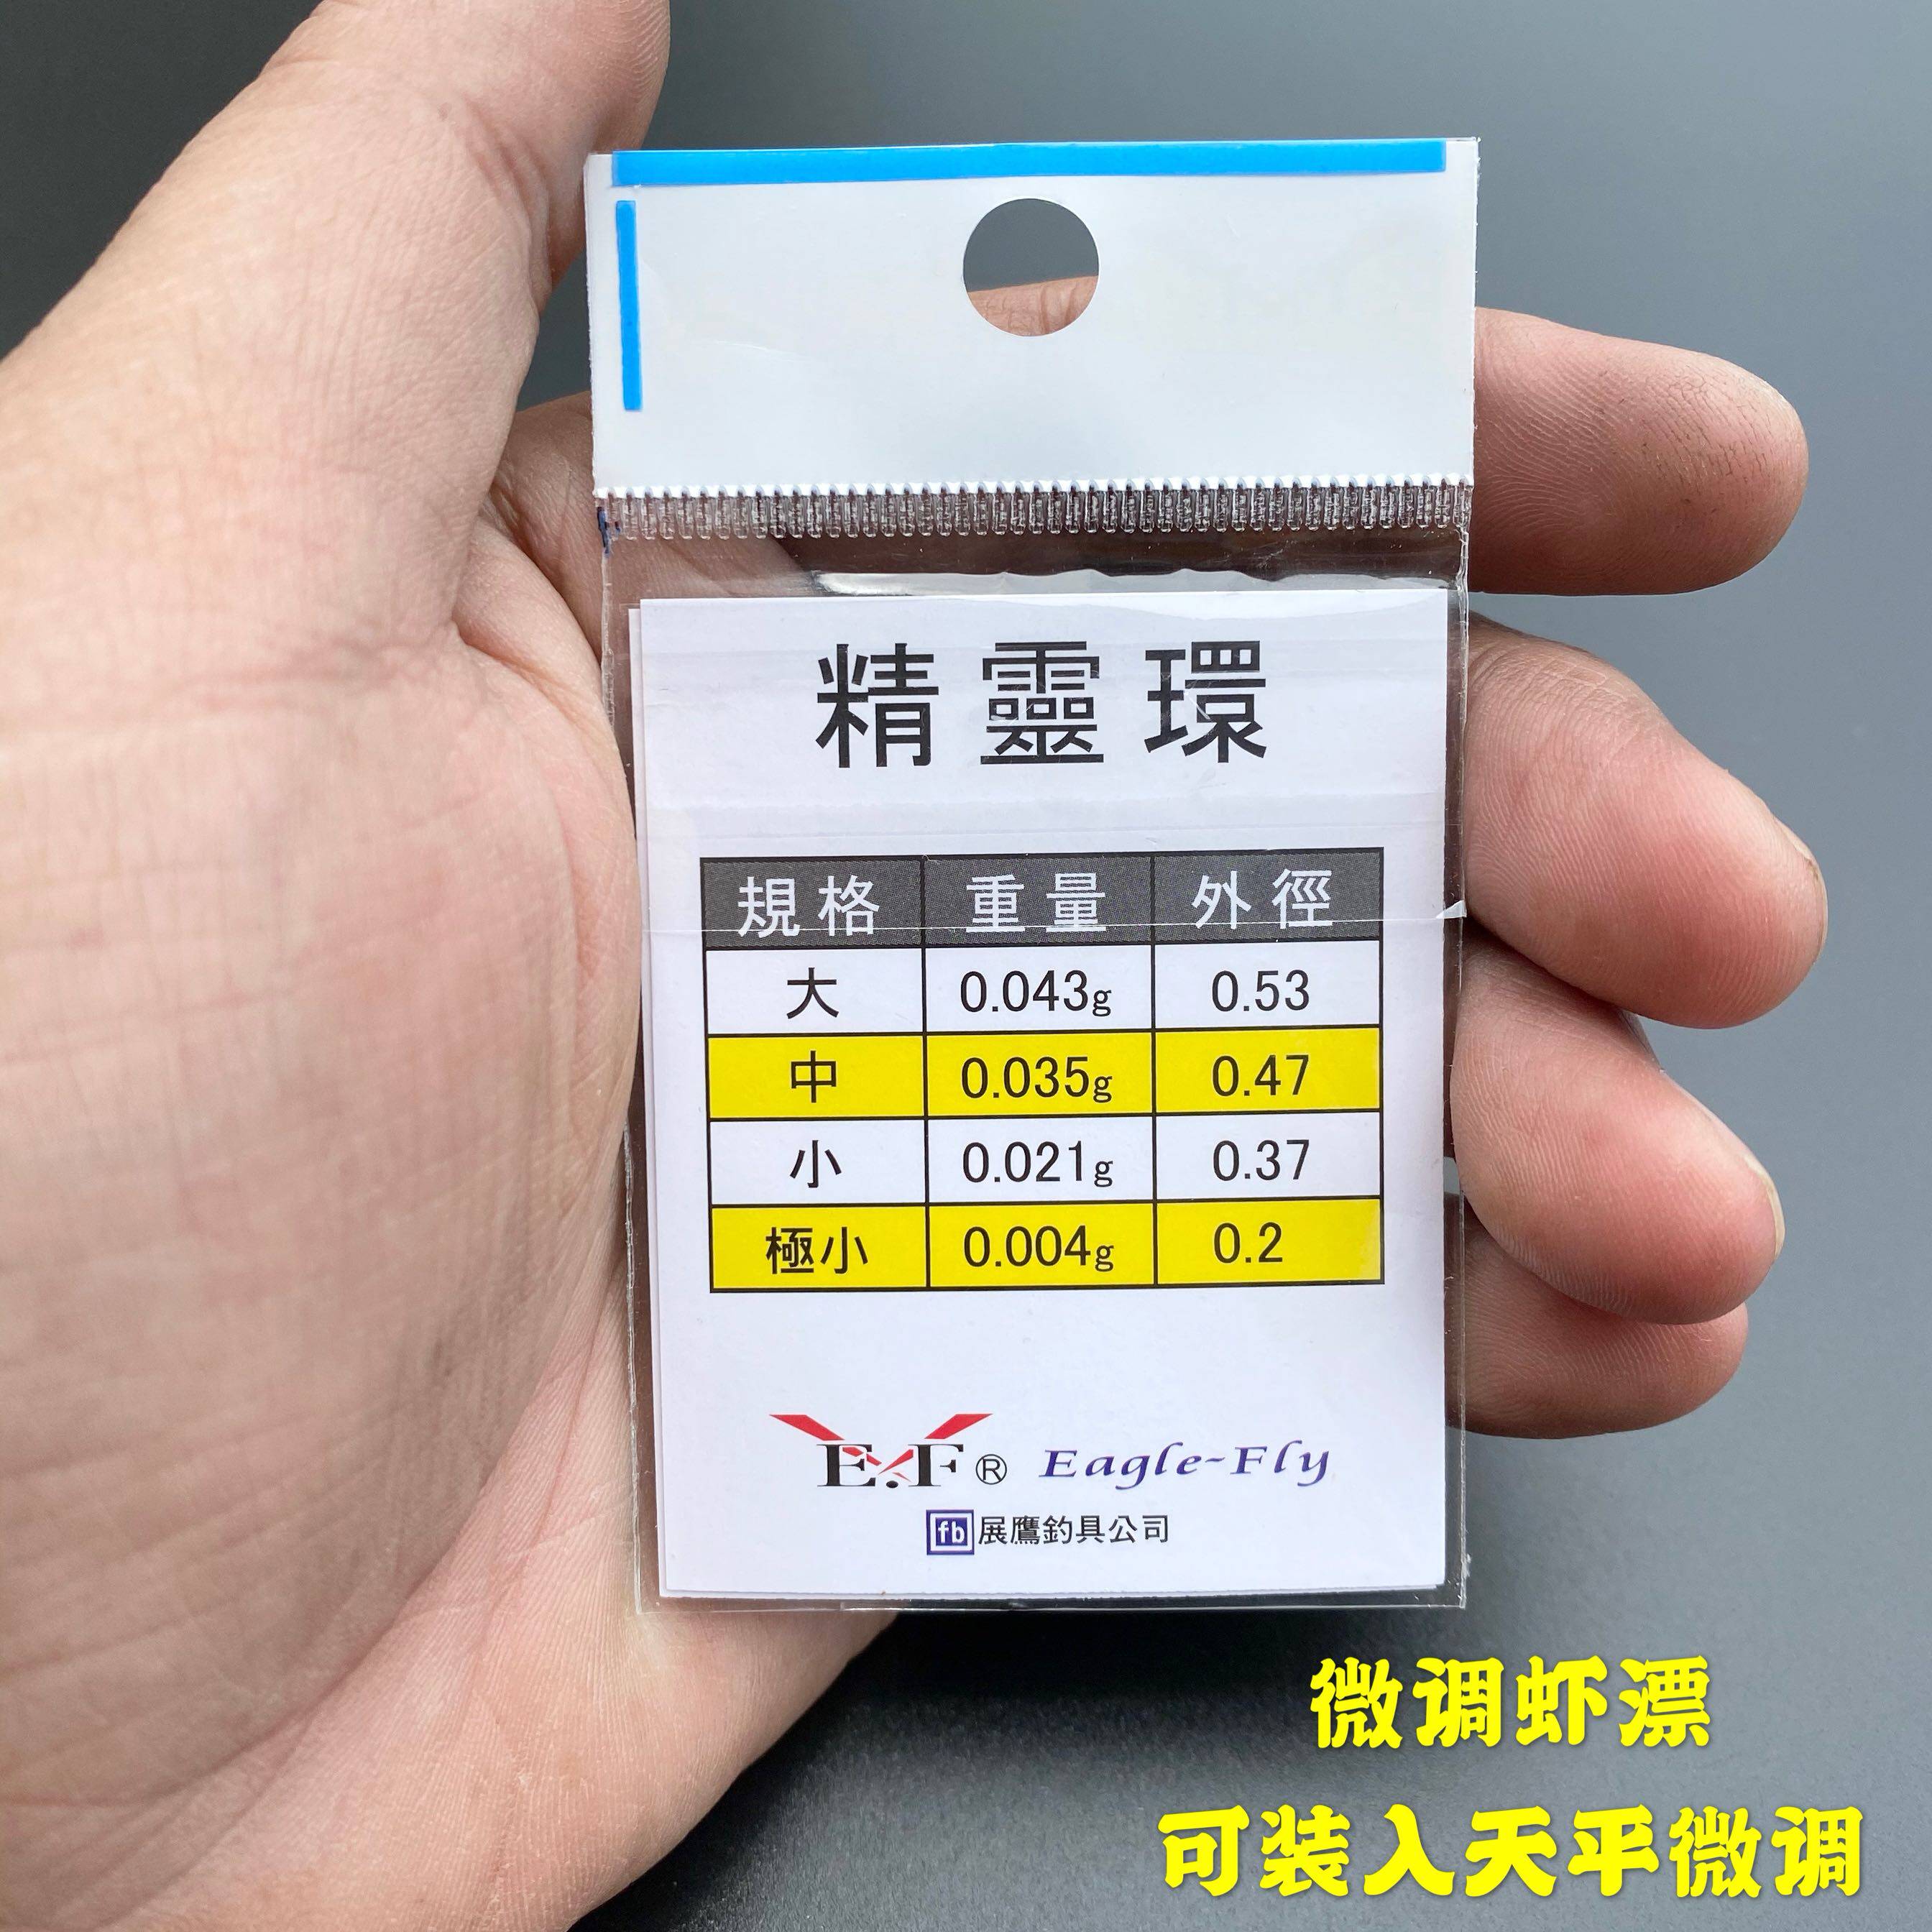 精靈環
規格 重量 外徑
大 0.043g 0.53
中 0.035g 0.47
小 0.021g 0.37
極小 0.004g 0.2
E.F® Eagle-Fly
fb展鷹釣具公司
微调虾漂
可装入天平微调